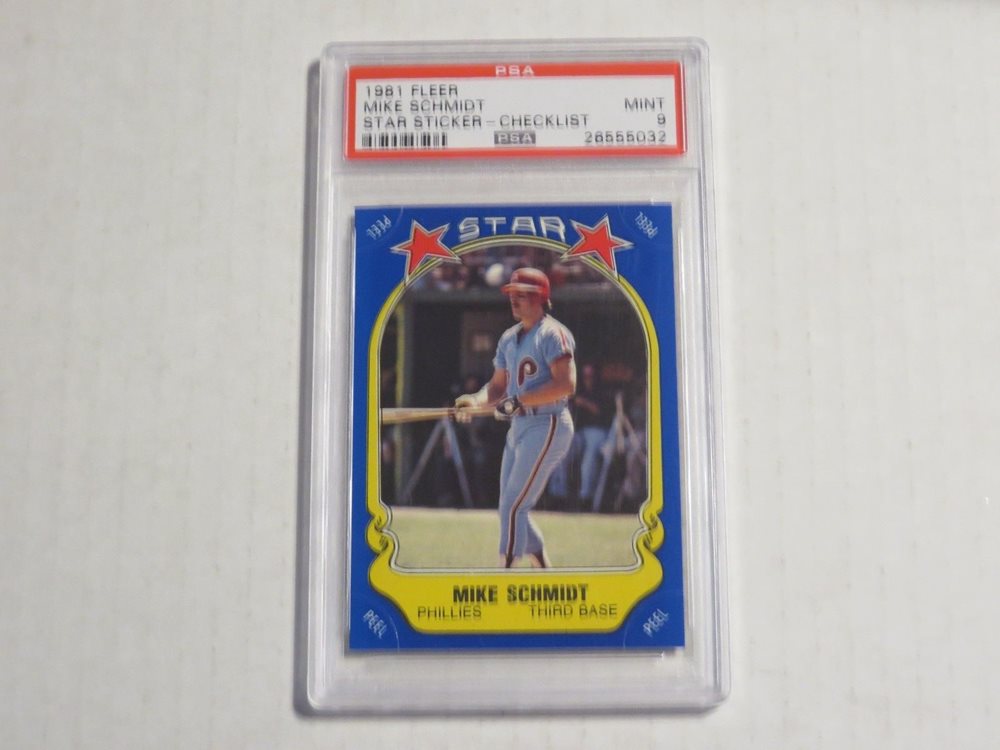 PSA
1981 FLEER
MIKE SCHMIDT MINT
STAR STICKER - CHECKLIST 9
PSA 26555032
PEEL STAR PEEL
P
MIKE SCHMIDT
PHILLIES THIRD BASE
PEEL PEEL